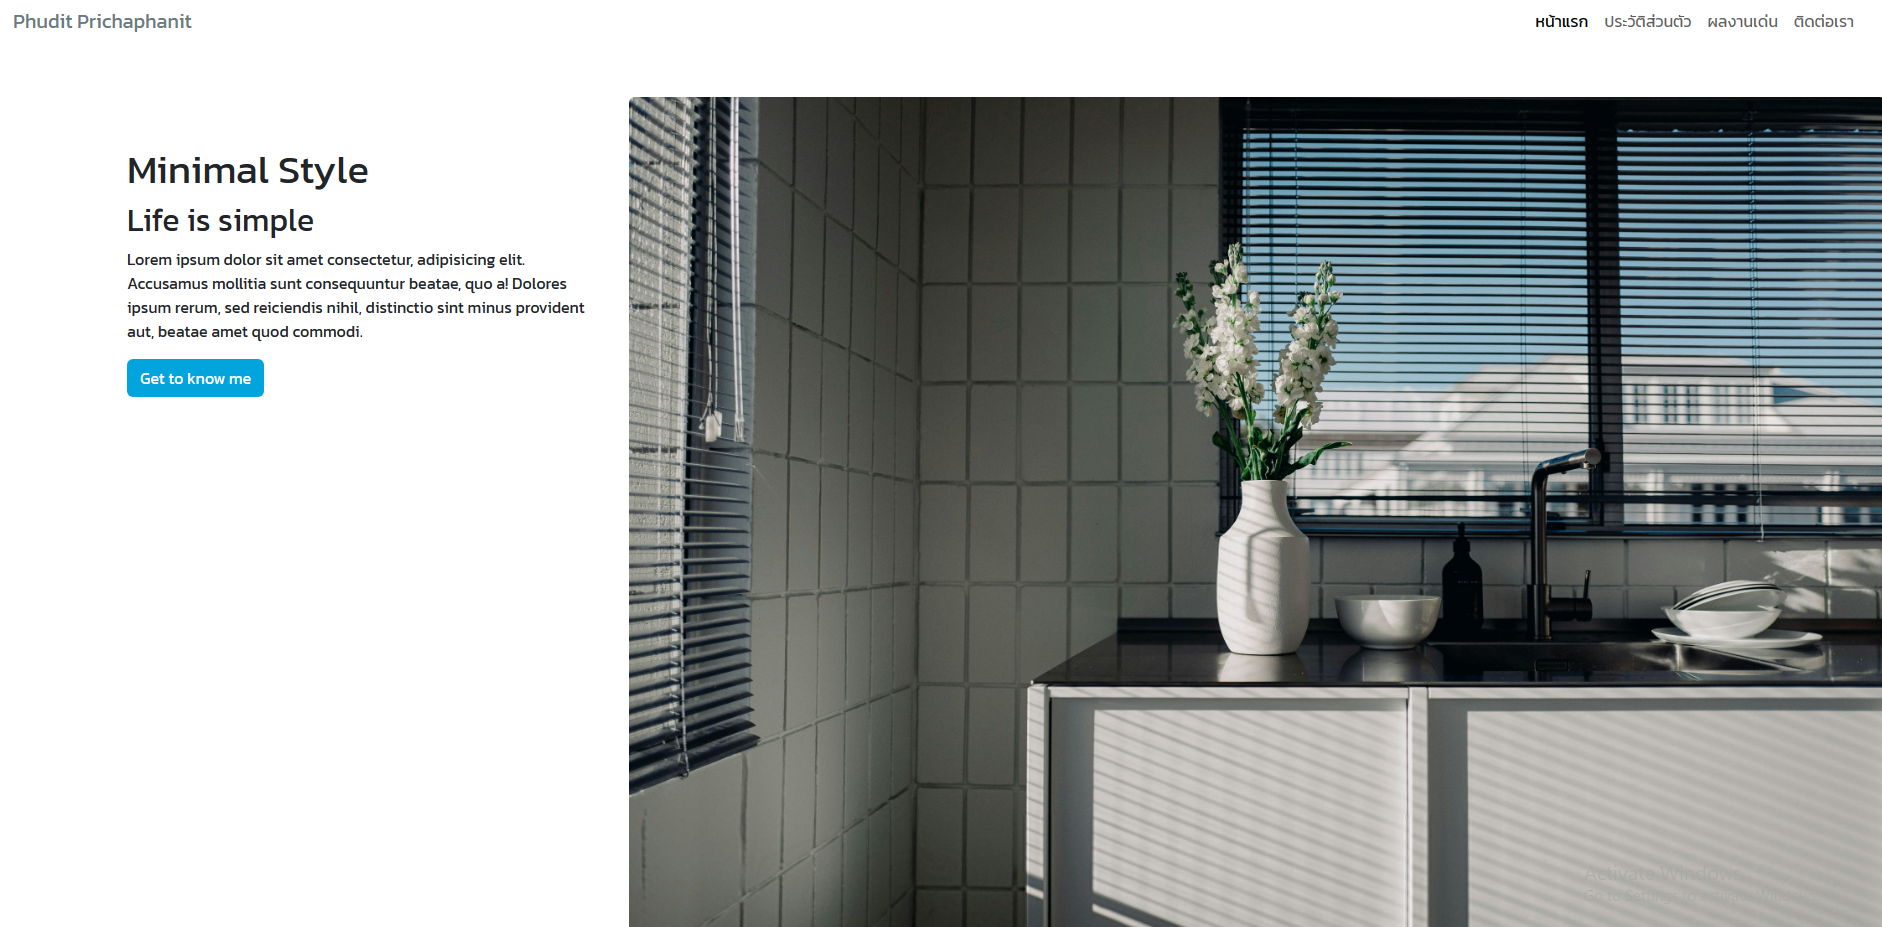 Phudit Prichaphanit
หน้าแรก ประวัติส่วนตัว ผลงานเด่น ติดต่อเรา
Minimal Style
Life is simple
Lorem ipsum dolor sit amet consectetur, adipisicing elit.
Accusamus mollitia sunt consequuntur beatae, quo a! Dolores
ipsum rerum, sed reiciendis nihil, distinctio sint minus provident
aut, beatae amet quod commodi.
Get to know me
Activate Windows